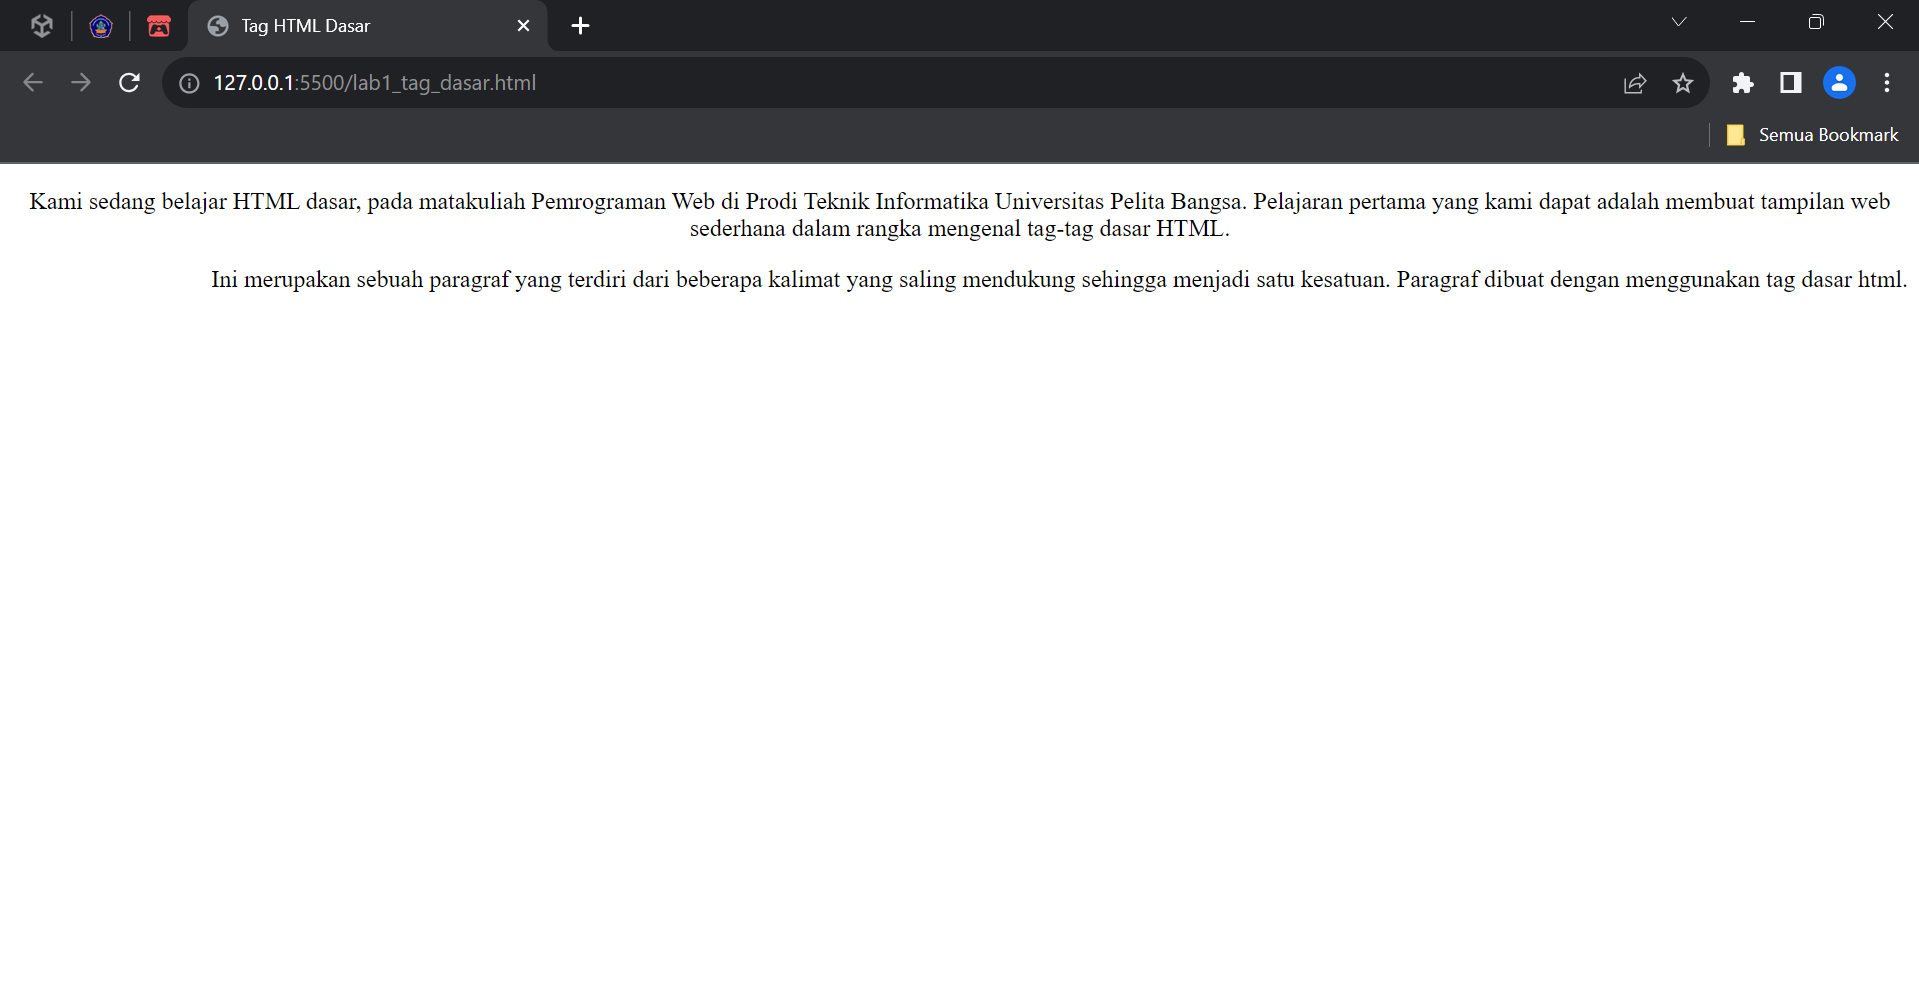 Tag HTML Dasar
127.0.0.1:5500/lab1_tag_dasar.html
Semua Bookmark
Kami sedang belajar HTML dasar, pada matakuliah Pemrograman Web di Prodi Teknik Informatika Universitas Pelita Bangsa. Pelajaran pertama yang kami dapat adalah membuat tampilan web
sederhana dalam rangka mengenal tag-tag dasar HTML.
Ini merupakan sebuah paragraf yang terdiri dari beberapa kalimat yang saling mendukung sehingga menjadi satu kesatuan. Paragraf dibuat dengan menggunakan tag dasar html.